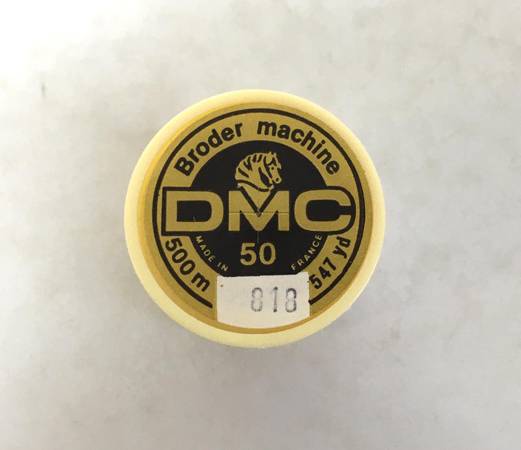 Broder machine
DMC
MADE IN FRANCE
50
500 m
547 yd
818